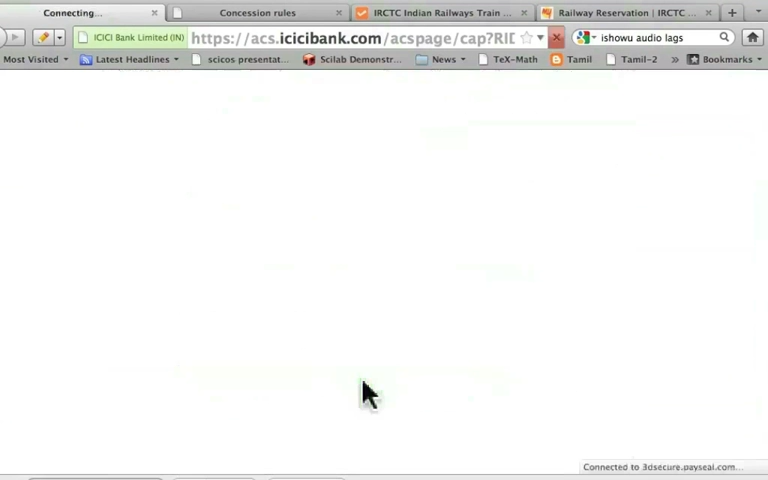 Connecting... Concession rules IRCTC Indian Railways Train ... Railway Reservation | IRCTC ...
ICICI Bank Limited (IN) https://acs.icicibank.com/acspage/cap?RID ishowu audio lags
Most Visited Latest Headlines scicos presentat... Scilab Demonstr... News TeX-Math Tamil Tamil-2 » Bookmarks
Connected to 3dsecure.payseal.com...